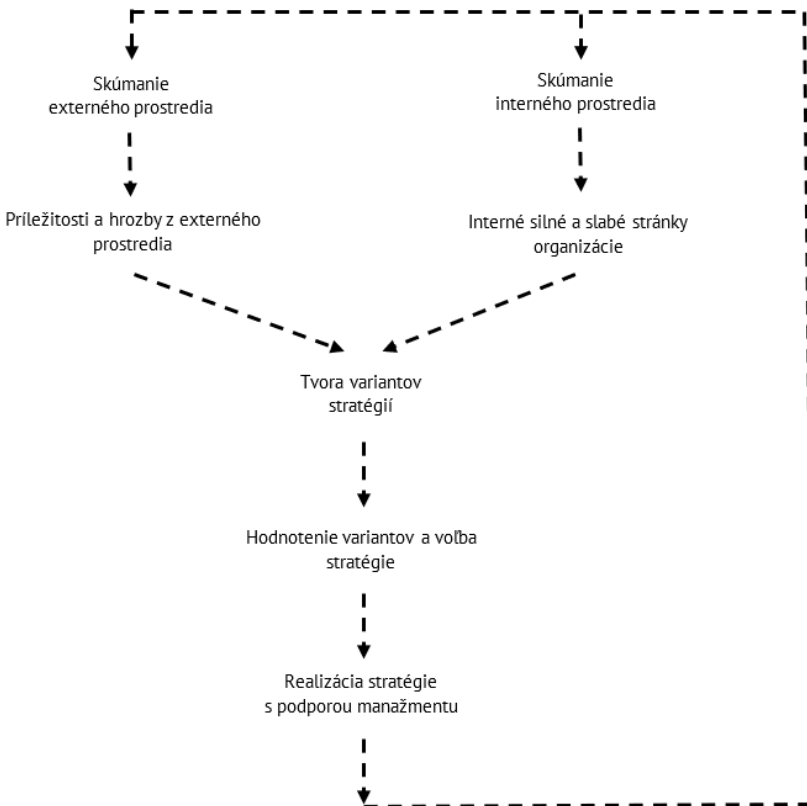 Skúmanie
externého prostredia
Skúmanie
interného prostredia
Príležitosti a hrozby z externého
prostredia
Interné silné a slabé stránky
organizácie
Tvora variantov
stratégií
Hodnotenie variantov a voľba
stratégie
Realizácia stratégie
s podporou manažmentu